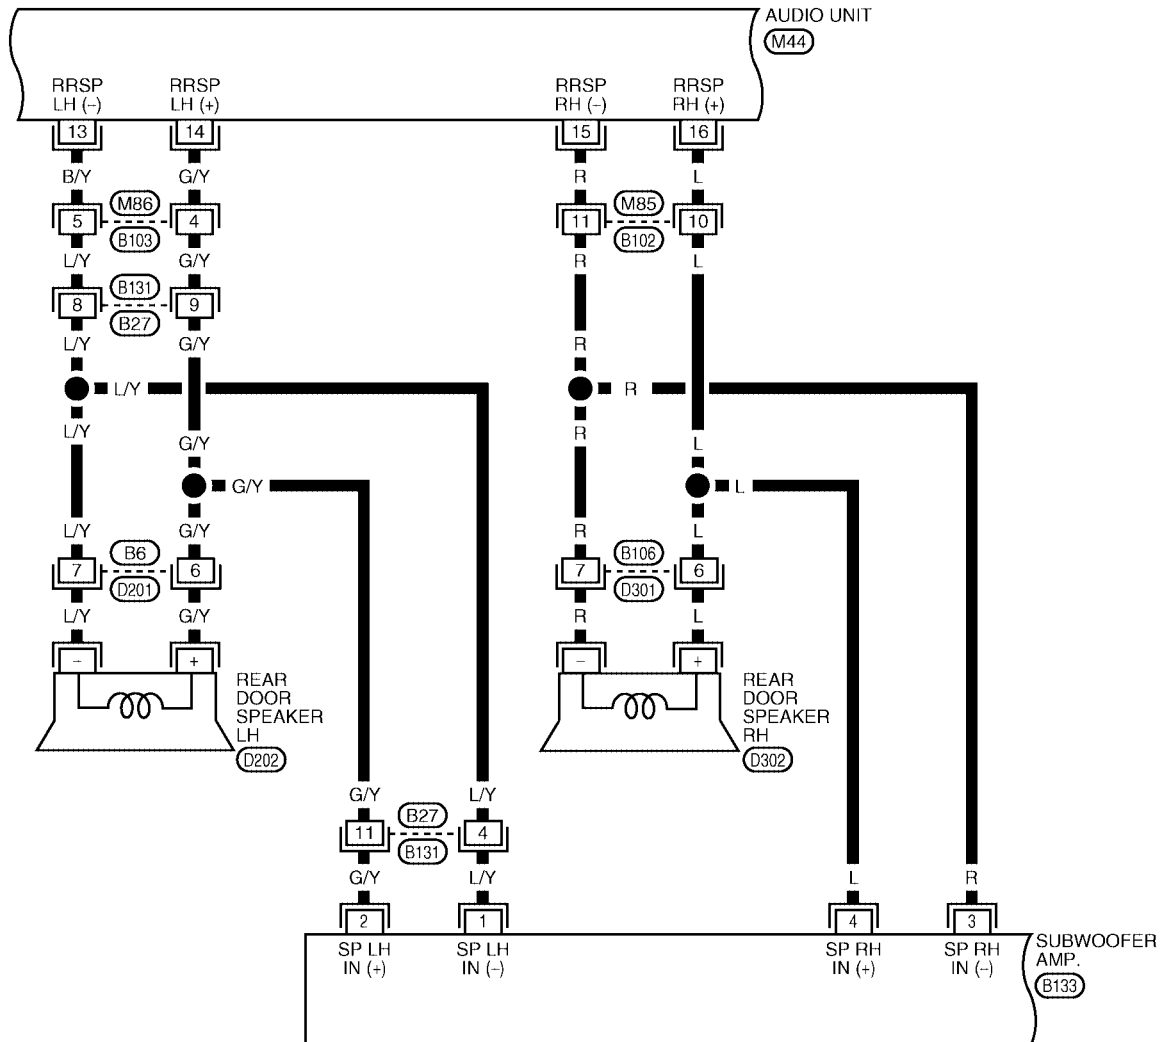 AUDIO UNIT
M44
RRSP
LH (-)
RRSP
LH (+)
RRSP
RH (-)
RRSP
RH (+)
13
14
15
16
B/Y
G/Y
R
L
M86
M85
5
4
11
10
B103
B102
L/Y
G/Y
R
L
B131
8
9
B27
L/Y
G/Y
R
L/Y
R
L/Y
G/Y
R
L
G/Y
L
L/Y
G/Y
R
L
B6
B106
7
6
7
6
D201
D301
L/Y
G/Y
R
L
-
+
-
+
REAR
DOOR
SPEAKER
LH
D202
REAR
DOOR
SPEAKER
RH
D302
G/Y
L/Y
B27
11
4
B131
G/Y
L/Y
L
R
2
1
4
3
SP LH
IN (+)
SP LH
IN (-)
SP RH
IN (+)
SP RH
IN (-)
SUBWOOFER
AMP.
B133